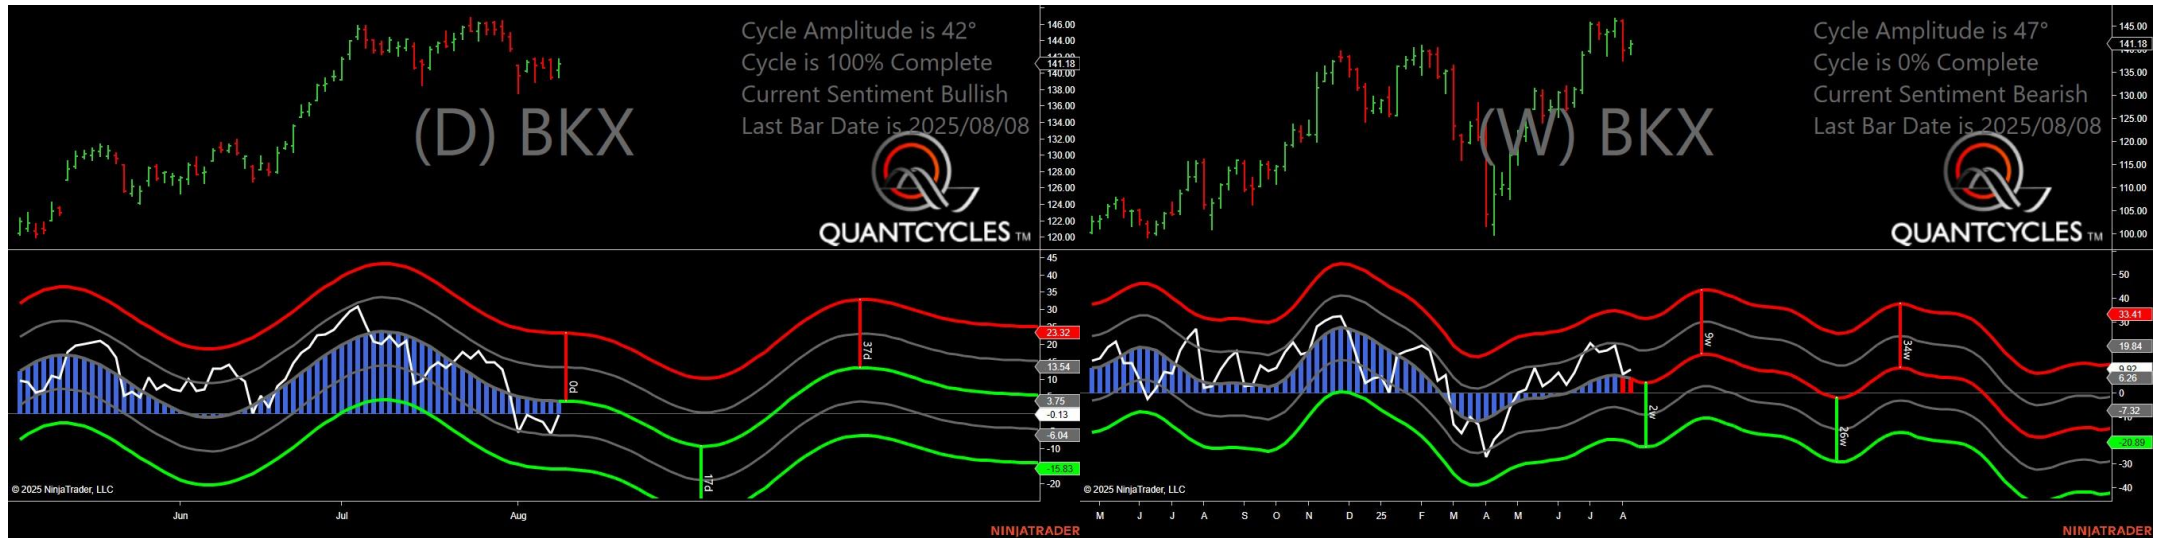 Cycle Amplitude is 42°
Cycle is 100% Complete
Current Sentiment Bullish
Last Bar Date is 2025/08/08
(D) BKX
QUANTCYCLES TM
146.00
144.00
142.00
141.18
140.00
138.00
136.00
134.00
132.00
130.00
128.00
126.00
124.00
122.00
120.00
45
40
35
30
23.32
20
13.54
10
3.75
-0.13
-6.04
-10
-15.83
-20
0d
17d
37d
© 2025 NinjaTrader, LLC
Jun Jul Aug
NINJATRADER
Cycle Amplitude is 47°
Cycle is 0% Complete
Current Sentiment Bearish
Last Bar Date is 2025/08/08
(W) BKX
QUANTCYCLES TM
145.00
141.18
135.00
130.00
125.00
120.00
115.00
110.00
105.00
100.00
50
40
33.41
30
19.84
9.92
6.26
0
-7.32
-20.89
-30
-40
2w
9w
26w
34w
© 2025 NinjaTrader, LLC
M J J A S O N D 25 F M A M J J A
NINJATRADER